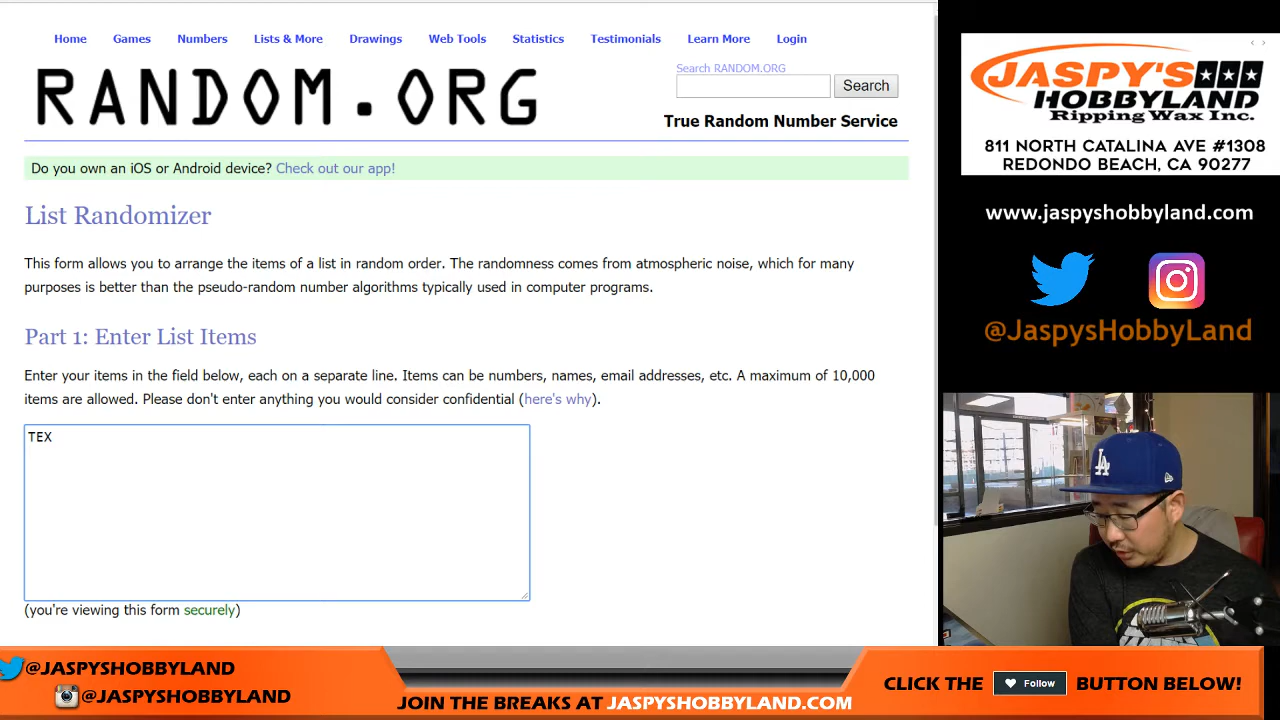 Home Games Numbers Lists & More Drawings Web Tools Statistics Testimonials Learn More Login
RANDOM.ORG
Search RANDOM.ORG
Search
True Random Number Service
Do you own an iOS or Android device? Check out our app!
List Randomizer
This form allows you to arrange the items of a list in random order. The randomness comes from atmospheric noise, which for many
purposes is better than the pseudo-random number algorithms typically used in computer programs.
Part 1: Enter List Items
Enter your items in the field below, each on a separate line. Items can be numbers, names, email addresses, etc. A maximum of 10,000
items are allowed. Please don't enter anything you would consider confidential (here's why).
TEX
(you're viewing this form securely)
JASPY'S
HOBBYLAND
Ripping Wax Inc.
811 NORTH CATALINA AVE #1308
REDONDO BEACH, CA 90277
www.jaspyshobbyland.com
@JaspysHobbyLand
LA
@JASPYSHOBBYLAND
@JASPYSHOBBYLAND
JOIN THE BREAKS AT JASPYSHOBBYLAND.COM
CLICK THE Follow BUTTON BELOW!